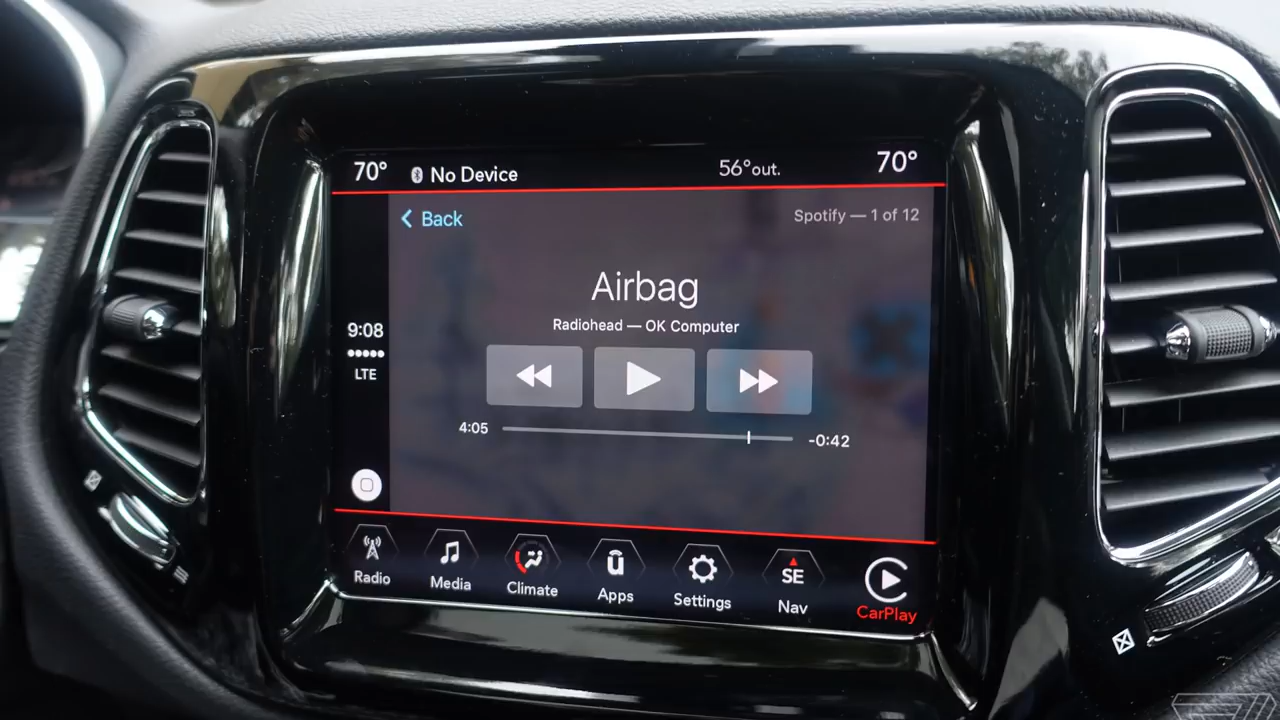 70° No Device 56°out. 70°
Back Spotify — 1 of 12
Airbag
Radiohead — OK Computer
9:08
LTE
4:05 -0:42
SE
Radio Media Climate Apps Settings Nav CarPlay